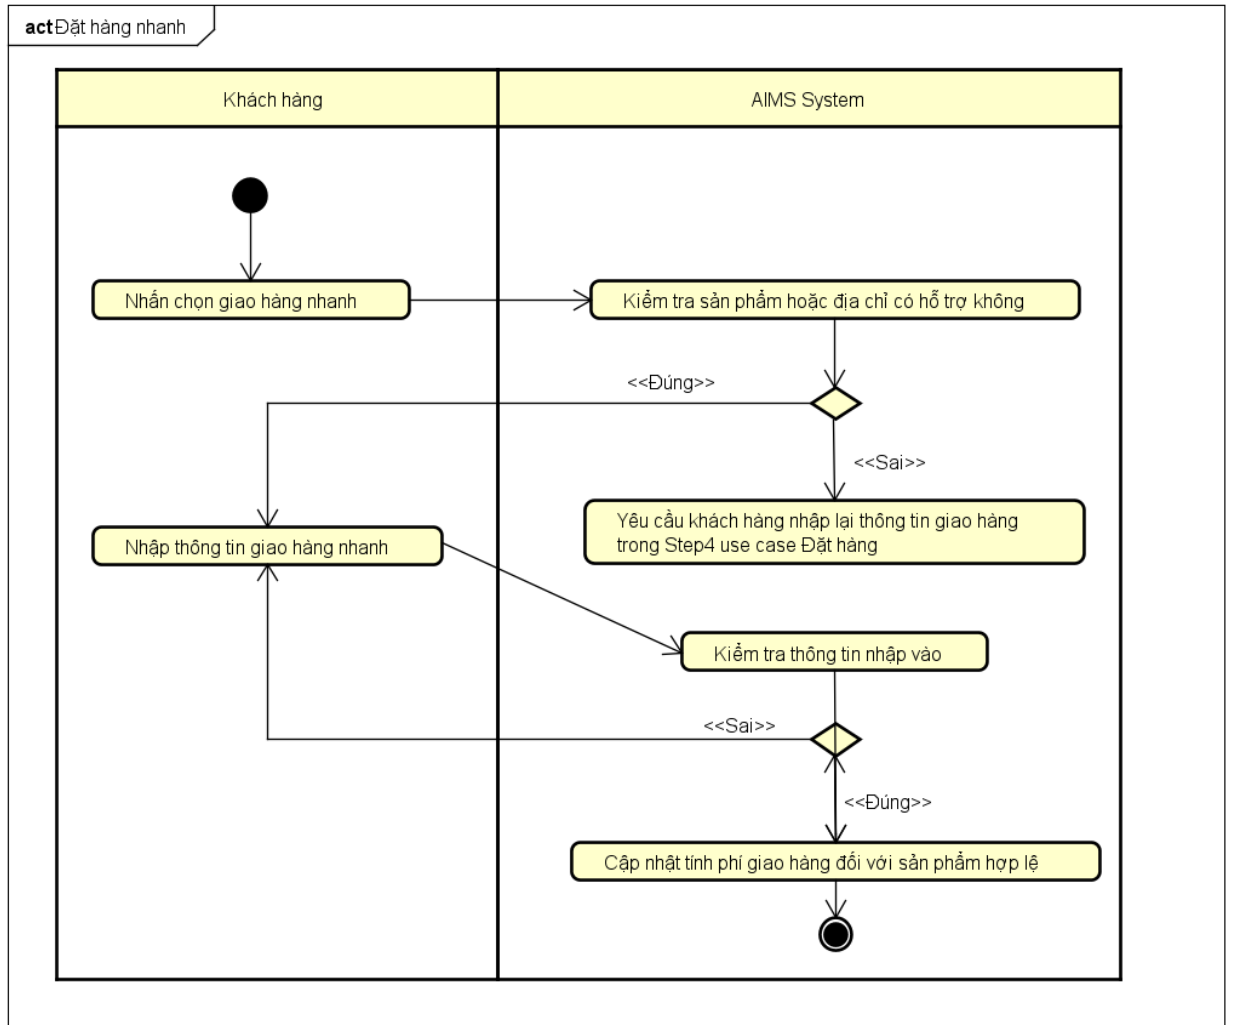 actĐặt hàng nhanh
Khách hàng
AIMS System
Nhấn chọn giao hàng nhanh
Kiểm tra sản phẩm hoặc địa chỉ có hỗ trợ không
<<Đúng>>
<<Sai>>
Yêu cầu khách hàng nhập lại thông tin giao hàng
trong Step4 use case Đặt hàng
Nhập thông tin giao hàng nhanh
Kiểm tra thông tin nhập vào
<<Sai>>
<<Đúng>>
Cập nhật tính phí giao hàng đối với sản phẩm hợp lệ